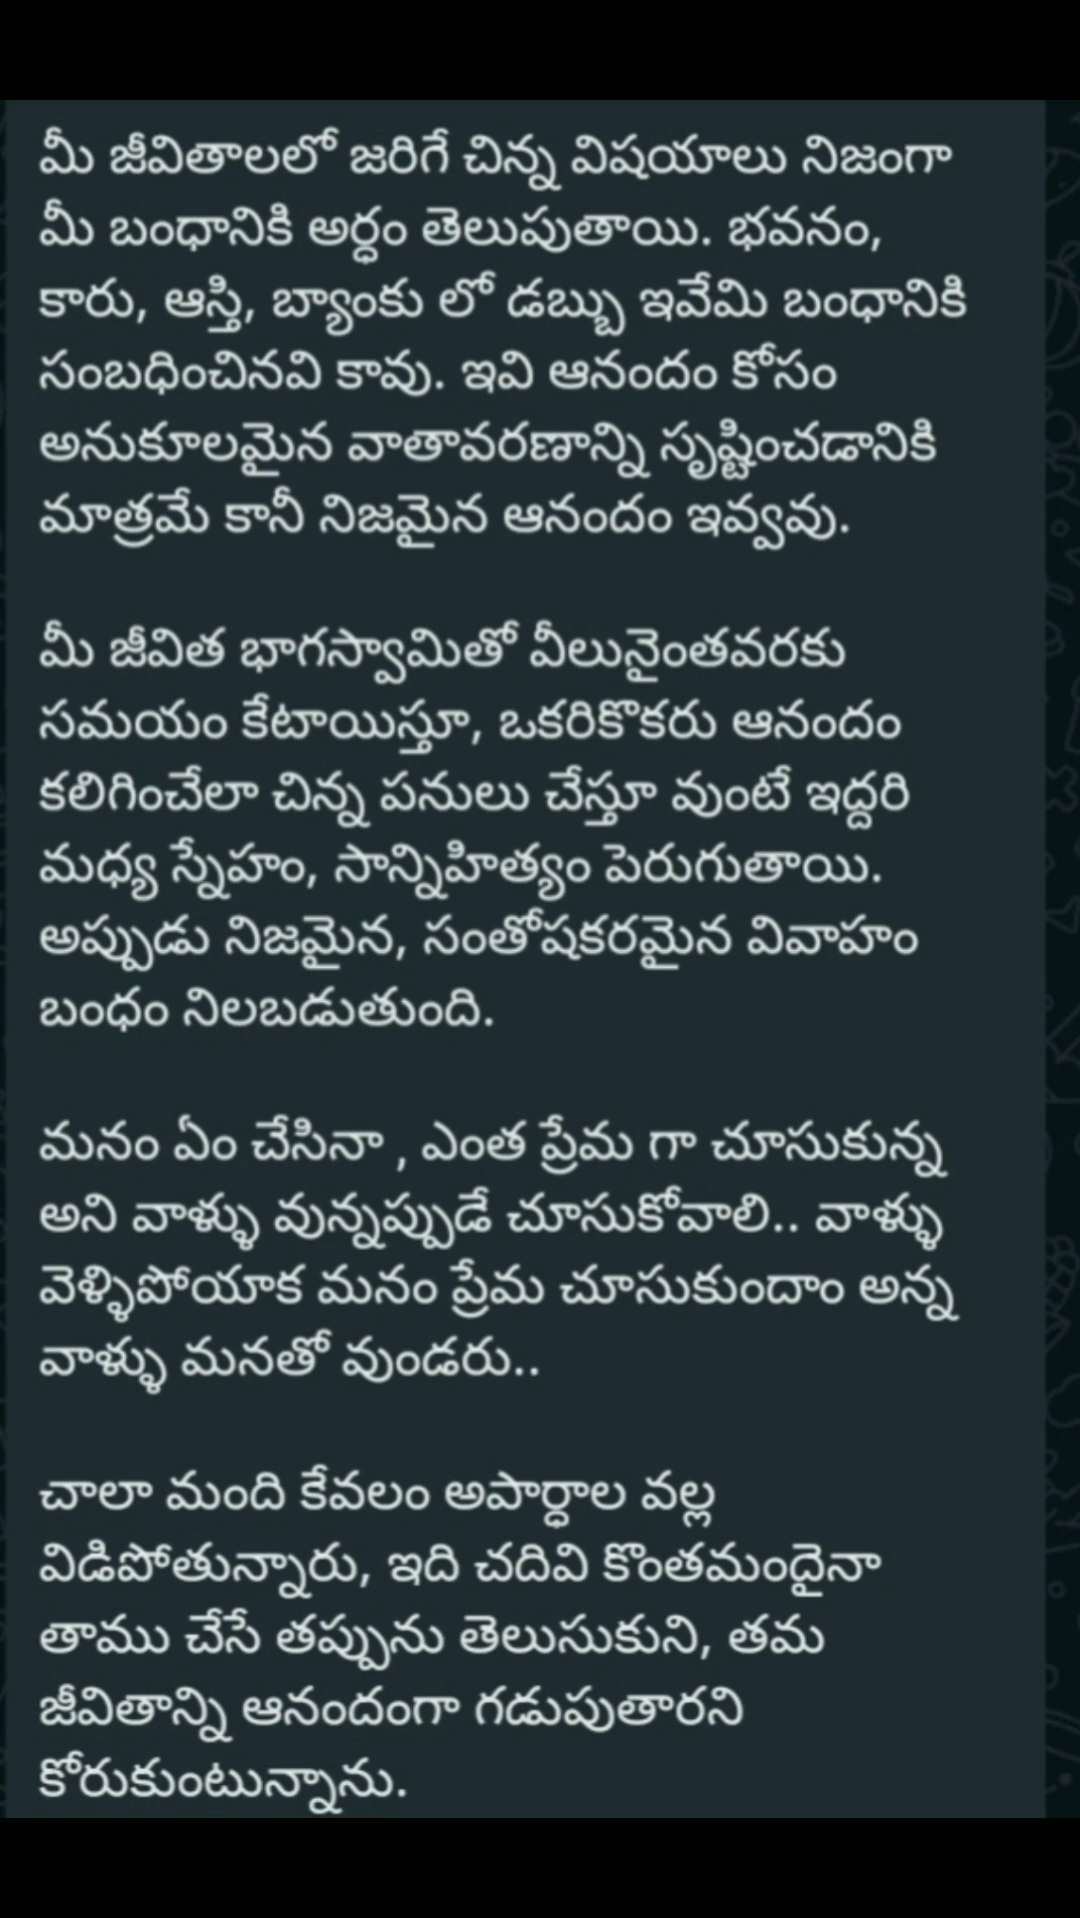 మీ జీవితాలలో జరిగే చిన్న విషయాలు నిజంగా
మీ బంధానికి అర్ధం తెలుపుతాయి. భవనం,
కారు, ఆస్తి, బ్యాంకు లో డబ్బు ఇవేమి బంధానికి
సంబధించినవి కావు. ఇవి ఆనందం కోసం
అనుకూలమైన వాతావరణాన్ని సృష్టించడానికి
మాత్రమే కానీ నిజమైన ఆనందం ఇవ్వవు.
మీ జీవిత భాగస్వామితో వీలునైంతవరకు
సమయం కేటాయిస్తూ, ఒకరికొకరు ఆనందం
కలిగించేలా చిన్న పనులు చేస్తూ వుంటే ఇద్దరి
మధ్య స్నేహం, సాన్నిహిత్యం పెరుగుతాయి.
అప్పుడు నిజమైన, సంతోషకరమైన వివాహం
బంధం నిలబడుతుంది.
మనం ఏం చేసినా , ఎంత ప్రేమ గా చూసుకున్న
అని వాళ్ళు వున్నప్పుడే చూసుకోవాలి.. వాళ్ళు
వెళ్ళిపోయాక మనం ప్రేమ చూసుకుందాం అన్న
వాళ్ళు మనతో వుండరు..
చాలా మంది కేవలం అపార్ధాల వల్ల
విడిపోతున్నారు, ఇది చదివి కొంతమందైనా
తాము చేసే తప్పును తెలుసుకుని, తమ
జీవితాన్ని ఆనందంగా గడుపుతారని
కోరుకుంటున్నాను.